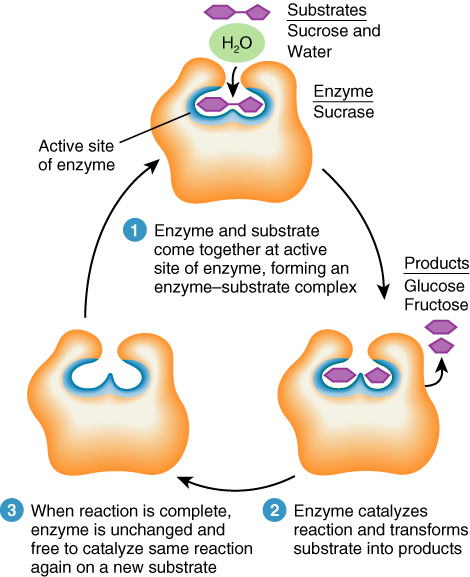 Substrates
Sucrose and
Water
H₂O
Enzyme
Sucrase
Active site
of enzyme
1 Enzyme and substrate
come together at active
site of enzyme, forming an
enzyme–substrate complex
Products
Glucose
Fructose
3 When reaction is complete,
enzyme is unchanged and
free to catalyze same reaction
again on a new substrate
2 Enzyme catalyzes
reaction and transforms
substrate into products